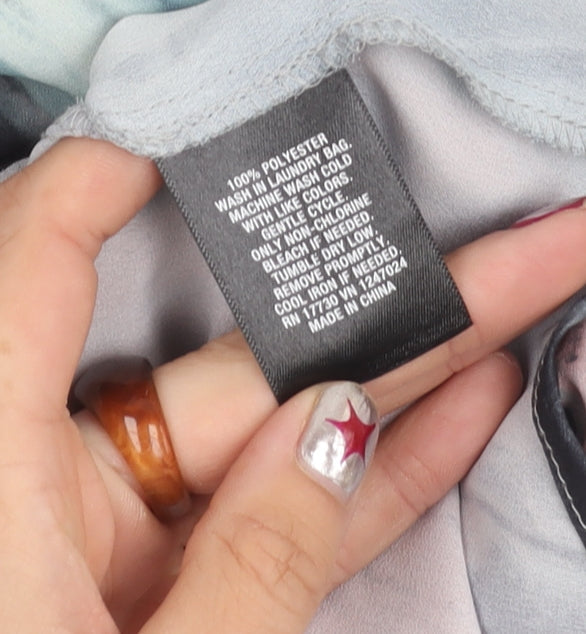 100% POLYESTER
WASH IN LAUNDRY BAG.
MACHINE WASH COLD
WITH LIKE COLORS.
GENTLE CYCLE.
ONLY NON-CHLORINE
BLEACH IF NEEDED.
TUMBLE DRY LOW.
REMOVE PROMPTLY.
COOL IRON IF NEEDED.
RN 17730 VN 1247024
MADE IN CHINA